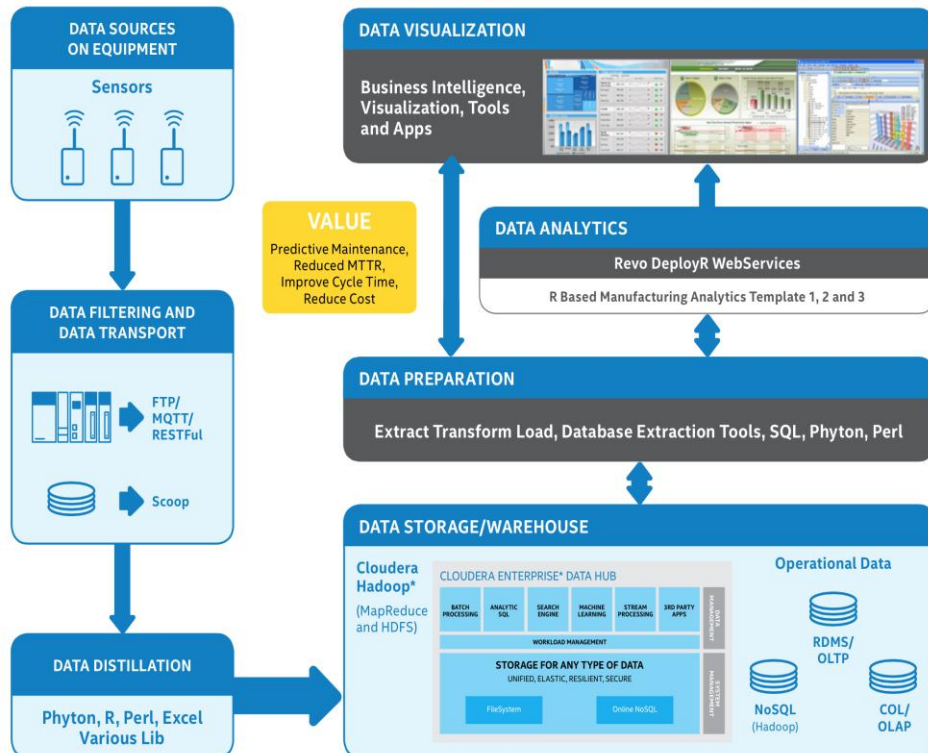 DATA SOURCES
ON EQUIPMENT
Sensors
DATA FILTERING AND
DATA TRANSPORT
FTP/
MQTT/
RESTFul
Scoop
DATA DISTILLATION
Phyton, R, Perl, Excel
Various Lib
DATA VISUALIZATION
Business Intelligence,
Visualization, Tools
and Apps
VALUE
Predictive Maintenance,
Reduced MTTR,
Improve Cycle Time,
Reduce Cost
DATA ANALYTICS
Revo DeployR WebServices
R Based Manufacturing Analytics Template 1, 2 and 3
DATA PREPARATION
Extract Transform Load, Database Extraction Tools, SQL, Phyton, Perl
DATA STORAGE/WAREHOUSE
Cloudera
Hadoop*
(MapReduce
and HDFS)
CLOUDERA ENTERPRISE* DATA HUB
BATCH
PROCESSING
ANALYTIC
SQL
SEARCH
ENGINE
MACHINE
LEARNING
STREAM
PROCESSING
3RD PARTY
APPS
WORKLOAD MANAGEMENT
DATA
MANAGEMENT
STORAGE FOR ANY TYPE OF DATA
UNIFIED, ELASTIC, RESILIENT, SECURE
FileSystem
Online NoSQL
SYSTEM
MANAGEMENT
Operational Data
RDMS/
OLTP
NoSQL
(Hadoop)
COL/
OLAP